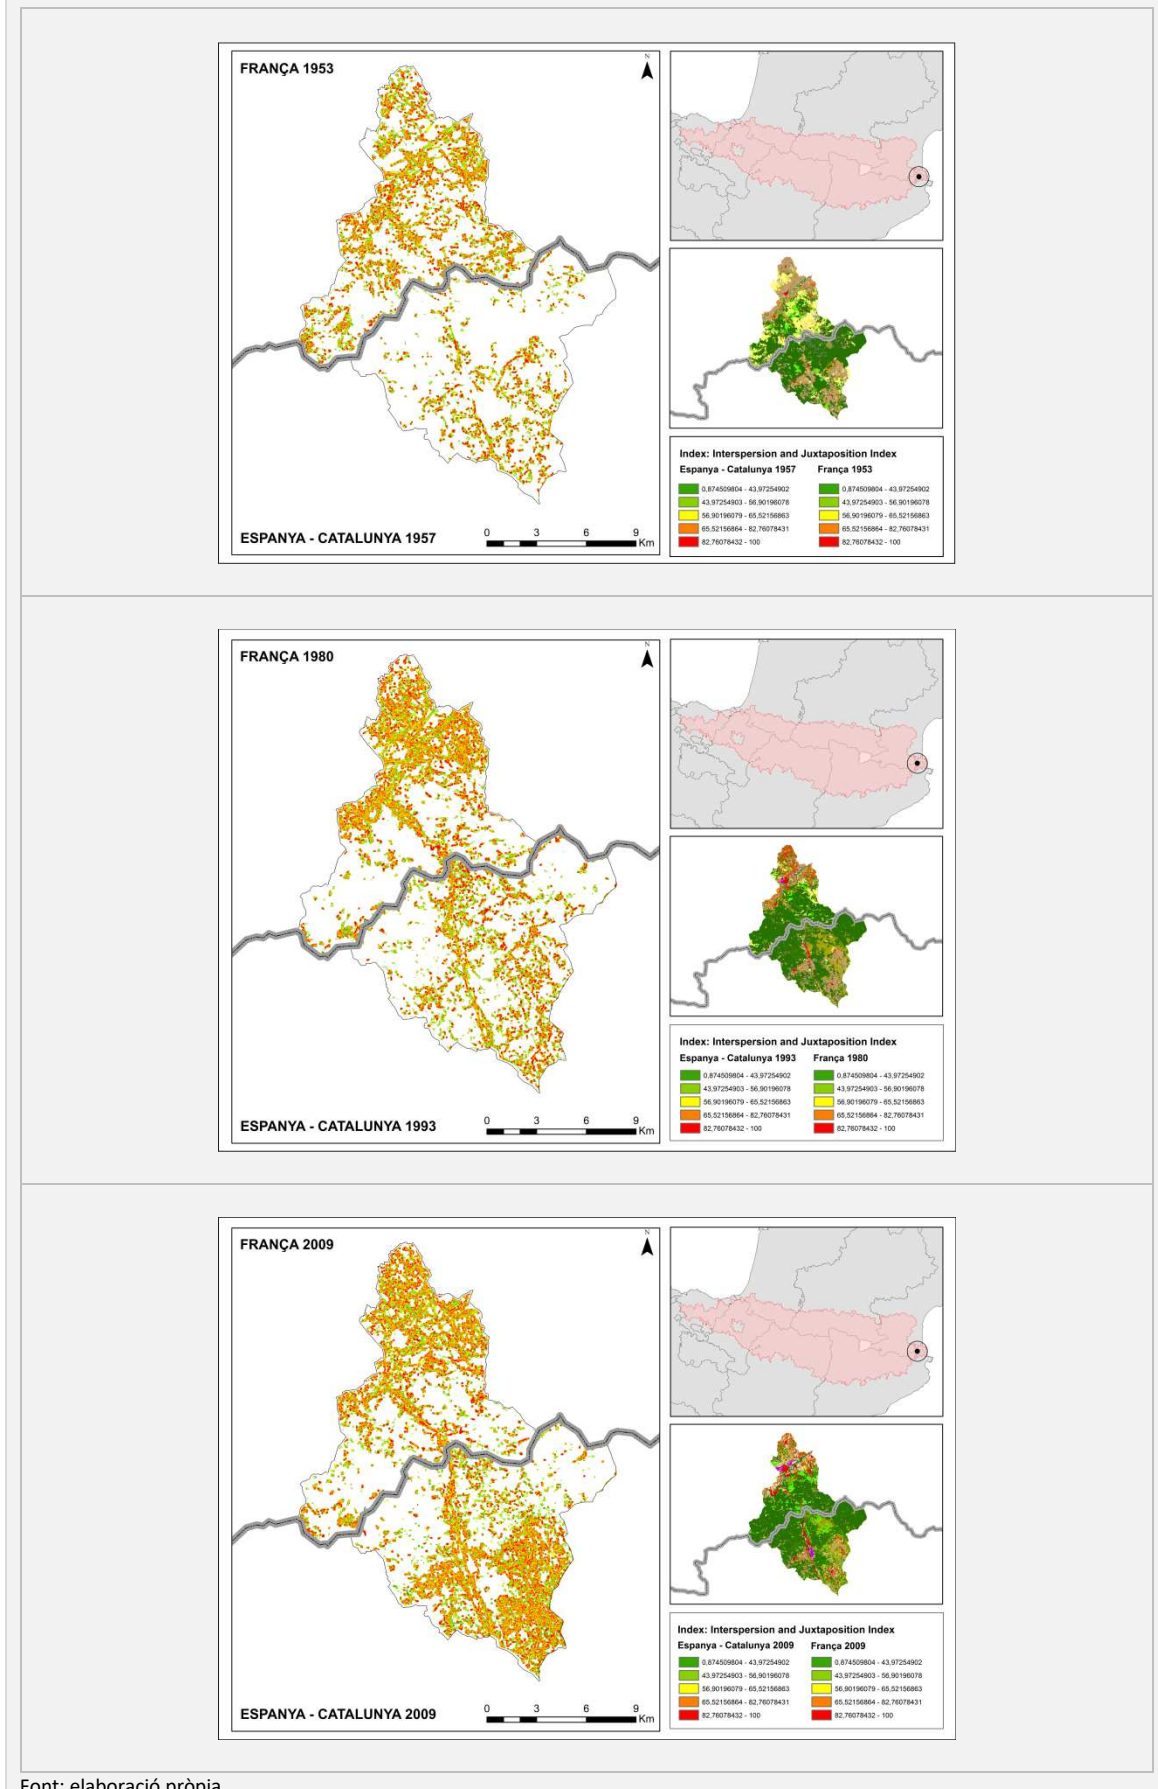 FRANÇA 1953
N
ESPANYA - CATALUNYA 1957
0 3 6 9
Km
Index: Interspersion and Juxtaposition Index
Espanya - Catalunya 1957 França 1953
0,874509804 - 43,97254902 0,874509804 - 43,97254902
43,97254903 - 56,90196078 43,97254903 - 56,90196078
56,90196079 - 65,52156863 56,90196079 - 65,52156863
65,52156864 - 82,76078431 65,52156864 - 82,76078431
82,76078432 - 100 82,76078432 - 100
FRANÇA 1980
N
ESPANYA - CATALUNYA 1993
0 3 6 9
Km
Index: Interspersion and Juxtaposition Index
Espanya - Catalunya 1993 França 1980
0,874509804 - 43,97254902 0,874509804 - 43,97254902
43,97254903 - 56,90196078 43,97254903 - 56,90196078
56,90196079 - 65,52156863 56,90196079 - 65,52156863
65,52156864 - 82,76078431 65,52156864 - 82,76078431
82,76078432 - 100 82,76078432 - 100
FRANÇA 2009
N
ESPANYA - CATALUNYA 2009
0 3 6 9
Km
Index: Interspersion and Juxtaposition Index
Espanya - Catalunya 2009 França 2009
0,874509804 - 43,97254902 0,874509804 - 43,97254902
43,97254903 - 56,90196078 43,97254903 - 56,90196078
56,90196079 - 65,52156863 56,90196079 - 65,52156863
65,52156864 - 82,76078431 65,52156864 - 82,76078431
82,76078432 - 100 82,76078432 - 100
Font: elaboració pròpia